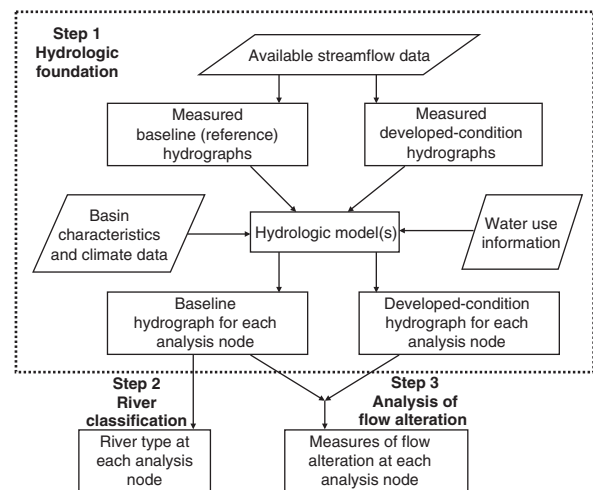 Step 1
Hydrologic
foundation
Available streamflow data
Measured
baseline (reference)
hydrographs
Measured
developed-condition
hydrographs
Basin
characteristics
and climate data
Hydrologic model(s)
Water use
information
Baseline
hydrograph for each
analysis node
Developed-condition
hydrograph for each
analysis node
Step 2
River
classification
Step 3
Analysis of
flow alteration
River type at
each analysis
node
Measures of flow
alteration at each
analysis node